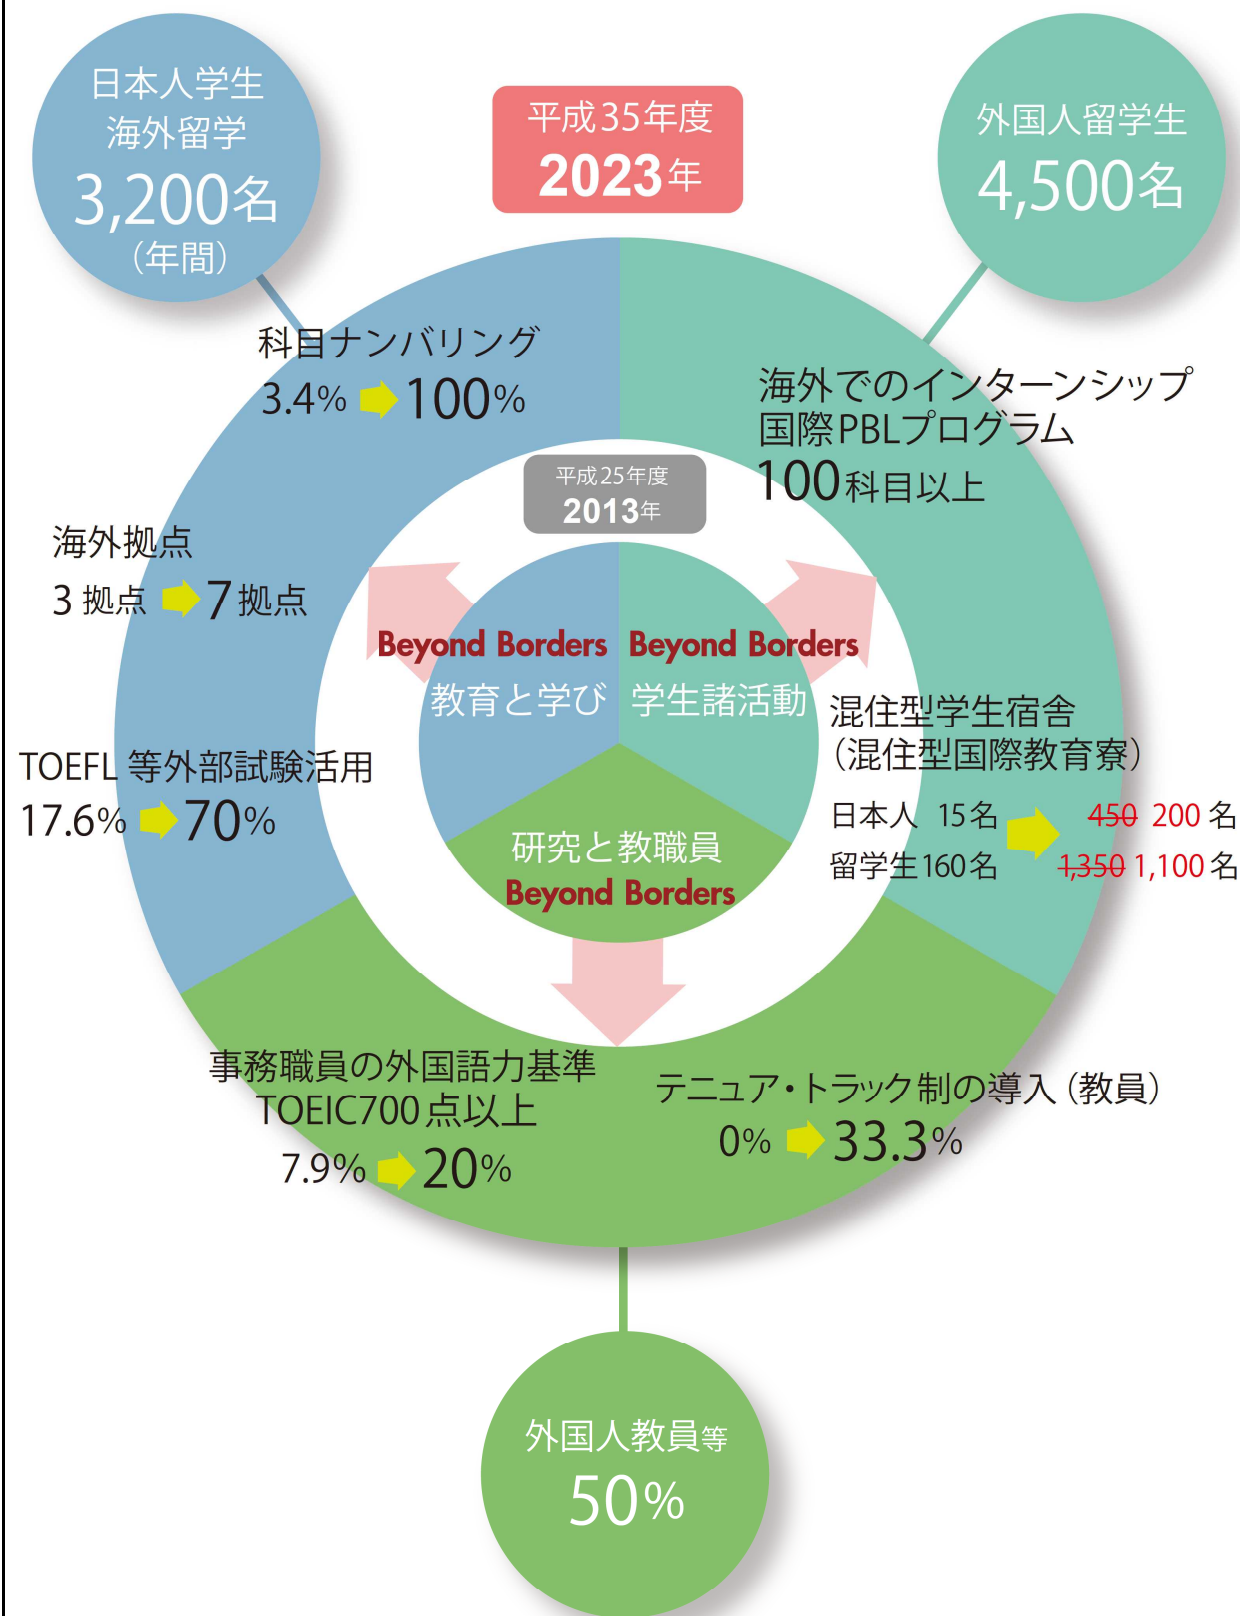 日本人学生
海外留学
3,200名
（年間）
平成35年度
2023年
外国人留学生
4,500名
科目ナンバリング
3.4% 100%
海外でのインターンシップ
国際PBLプログラム
100科目以上
平成25年度
2013年
海外拠点
3 拠点 7 拠点
Beyond Borders
教育と学び
Beyond Borders
学生諸活動
混住型学生宿舎
（混住型国際教育寮）
日本人 15名 450 200 名
留学生160名 1,350 1,100 名
TOEFL 等外部試験活用
17.6% 70%
研究と教職員
Beyond Borders
事務職員の外国語力基準
TOEIC700点以上
7.9% 20%
テニュア・トラック制の導入（教員）
0% 33.3%
外国人教員等
50%